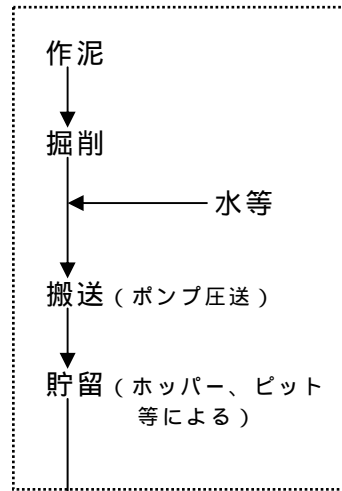 作泥
掘削
水等
搬送（ポンプ圧送）
貯留（ホッパー、ピット
等による）